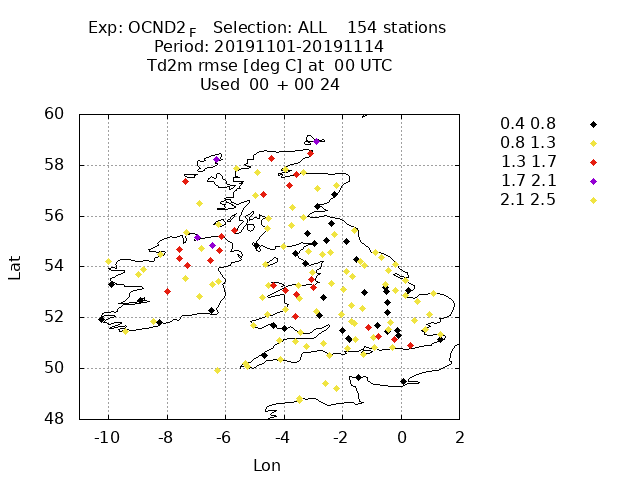 Exp: OCND2 F   Selection: ALL    154 stations
Period: 20191101-20191114
Td2m rmse [deg C] at  00 UTC
Used  00 + 00 24
60
58
56
54
52
50
48
Lat
-10 -8 -6 -4 -2 0 2
Lon
0.4 0.8
0.8 1.3
1.3 1.7
1.7 2.1
2.1 2.5